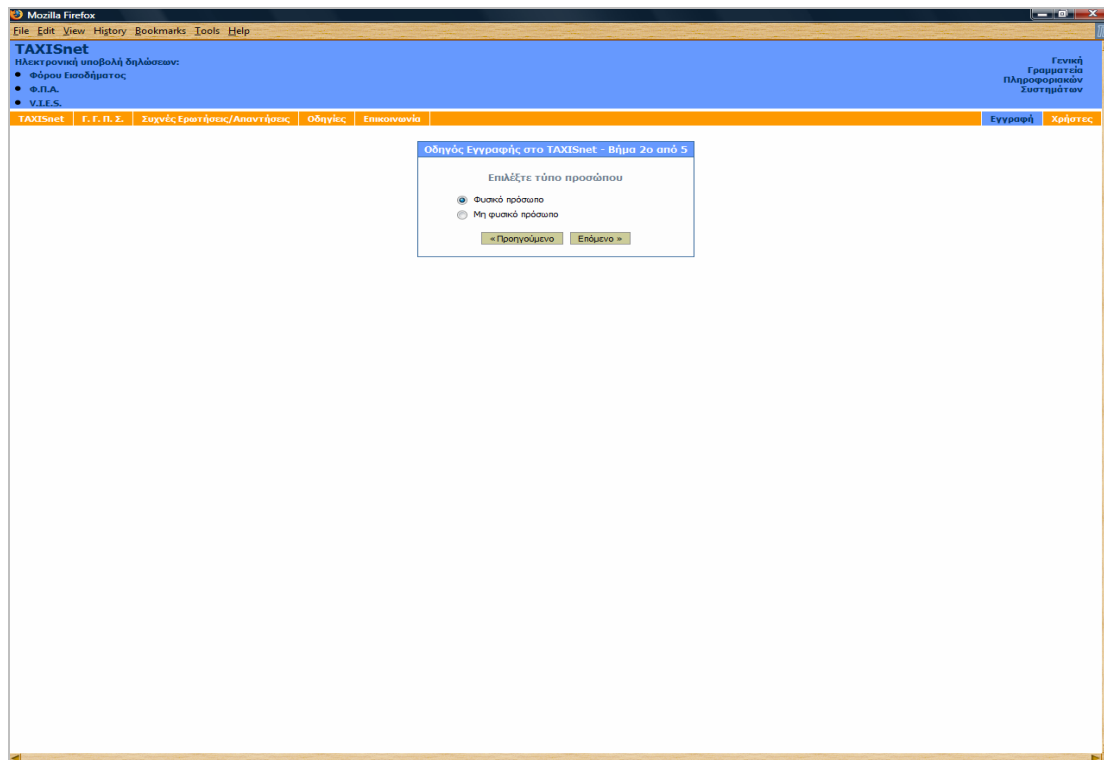 Mozilla Firefox
File Edit View History Bookmarks Tools Help
TAXISnet
Ηλεκτρονική υποβολή δηλώσεων:
• Φόρου Εισοδήματος
• Φ.Π.Α.
• V.I.E.S.
Γενική
Γραμματεία
Πληροφοριακών
Συστημάτων
TAXISnet Γ. Γ. Π. Σ. Συχνές Ερωτήσεις/Απαντήσεις Οδηγίες Επικοινωνία Εγγραφή Χρήστες
Οδηγός Εγγραφής στο TAXISnet - Βήμα 2ο από 5
Επιλέξτε τύπο προσώπου
Φυσικό πρόσωπο
Μη φυσικό πρόσωπο
« Προηγούμενο Επόμενο »